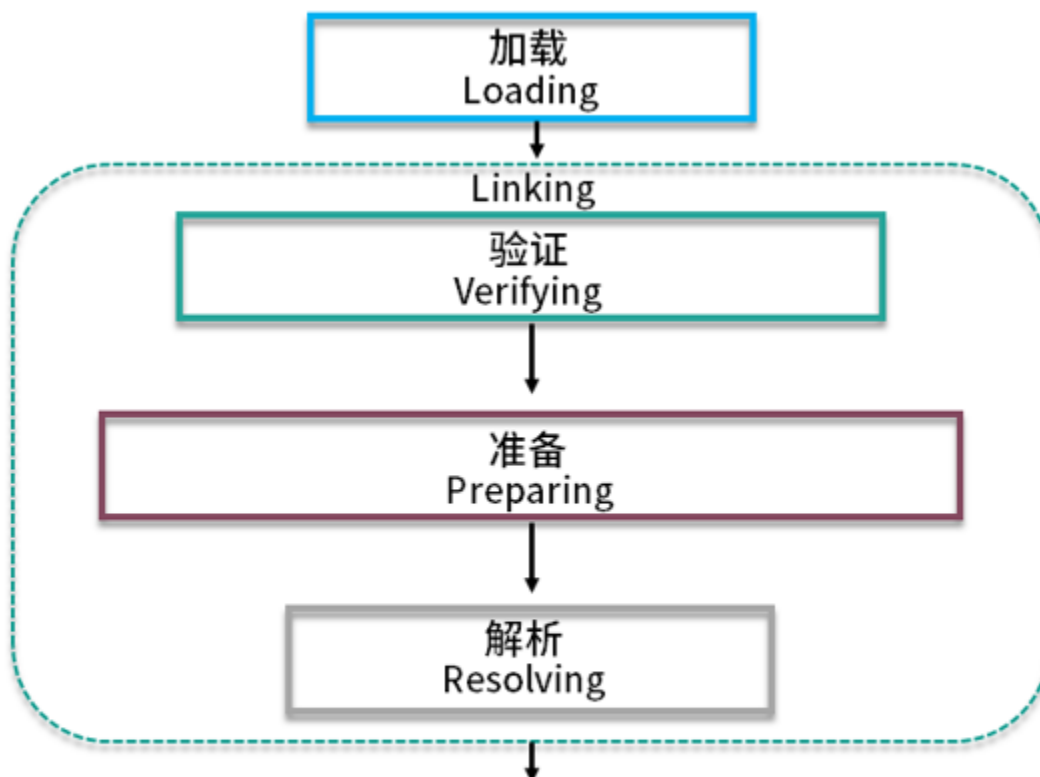 加载
Loading
Linking
验证
Verifying
准备
Preparing
解析
Resolving